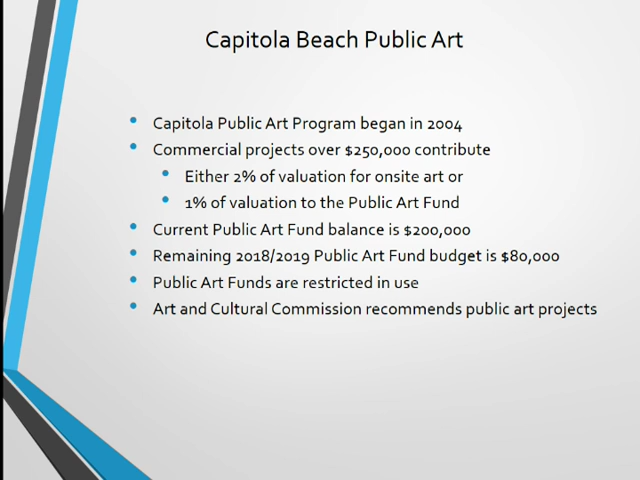 Capitola Beach Public Art
Capitola Public Art Program began in 2004
Commercial projects over $250,000 contribute
Either 2% of valuation for onsite art or
1% of valuation to the Public Art Fund
Current Public Art Fund balance is $200,000
Remaining 2018/2019 Public Art Fund budget is $80,000
Public Art Funds are restricted in use
Art and Cultural Commission recommends public art projects